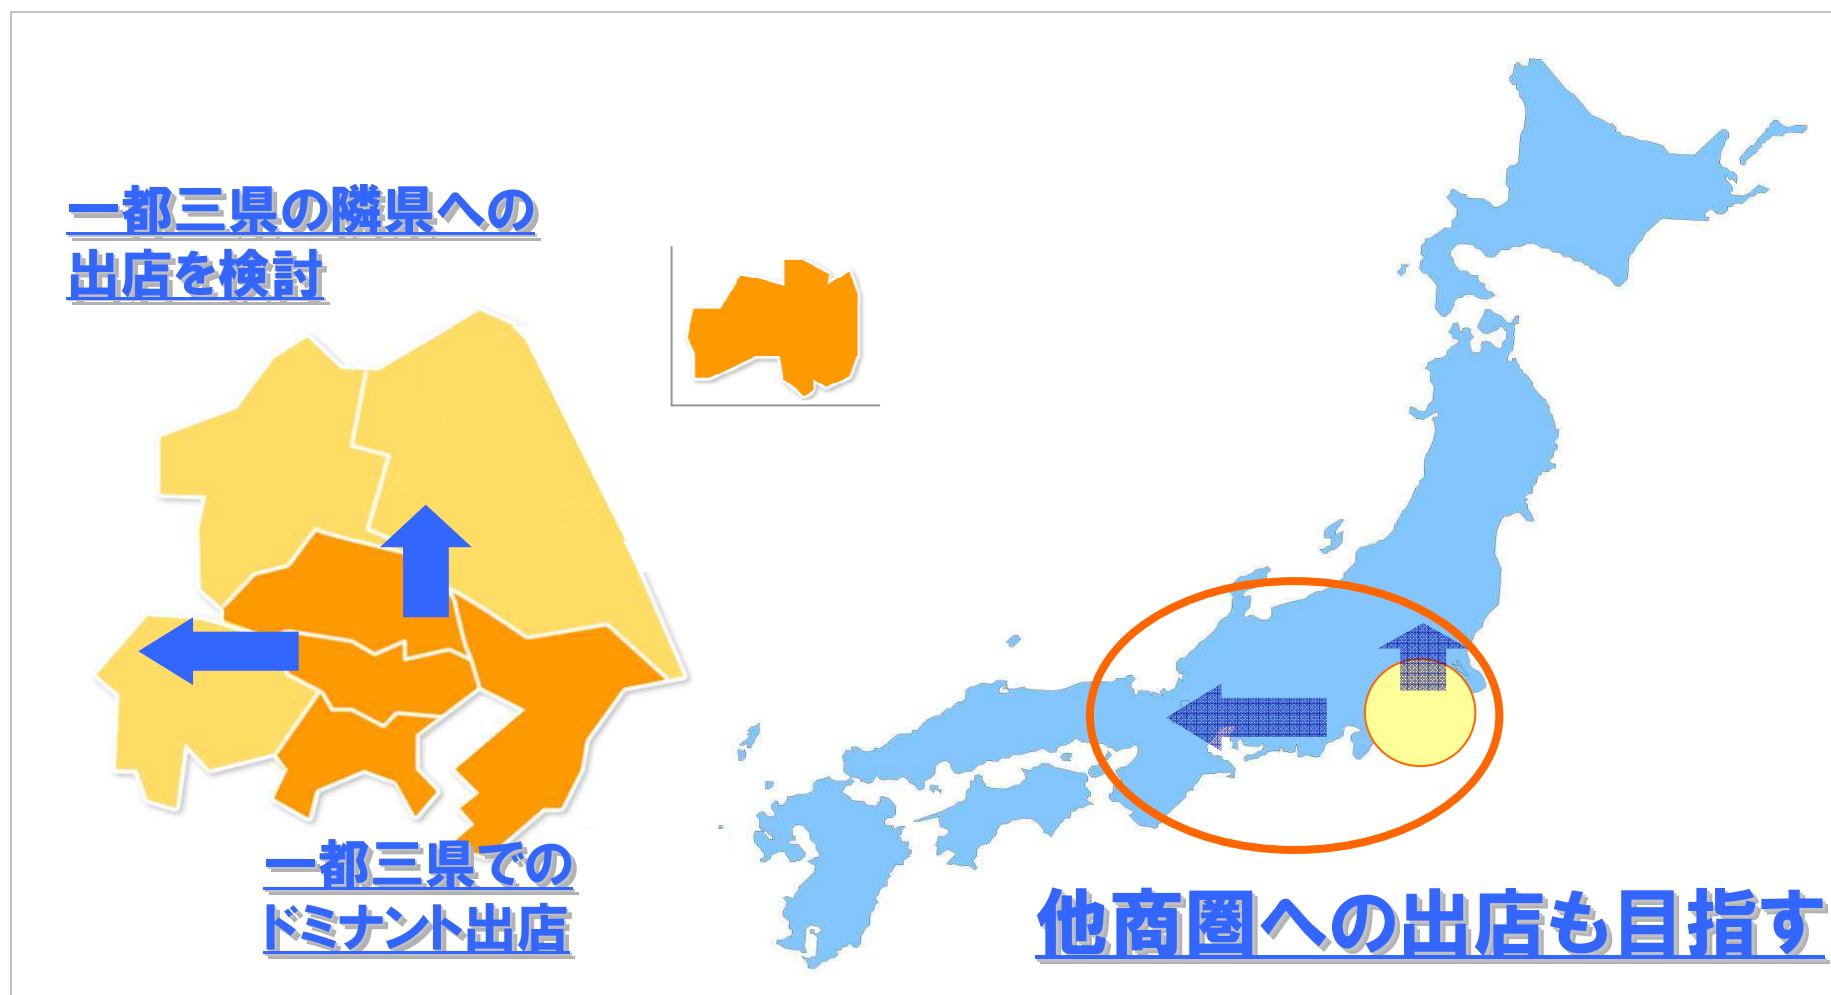 一都三県の隣県への
出店を検討
一都三県での
ドミナント出店
他商圏への出店も目指す